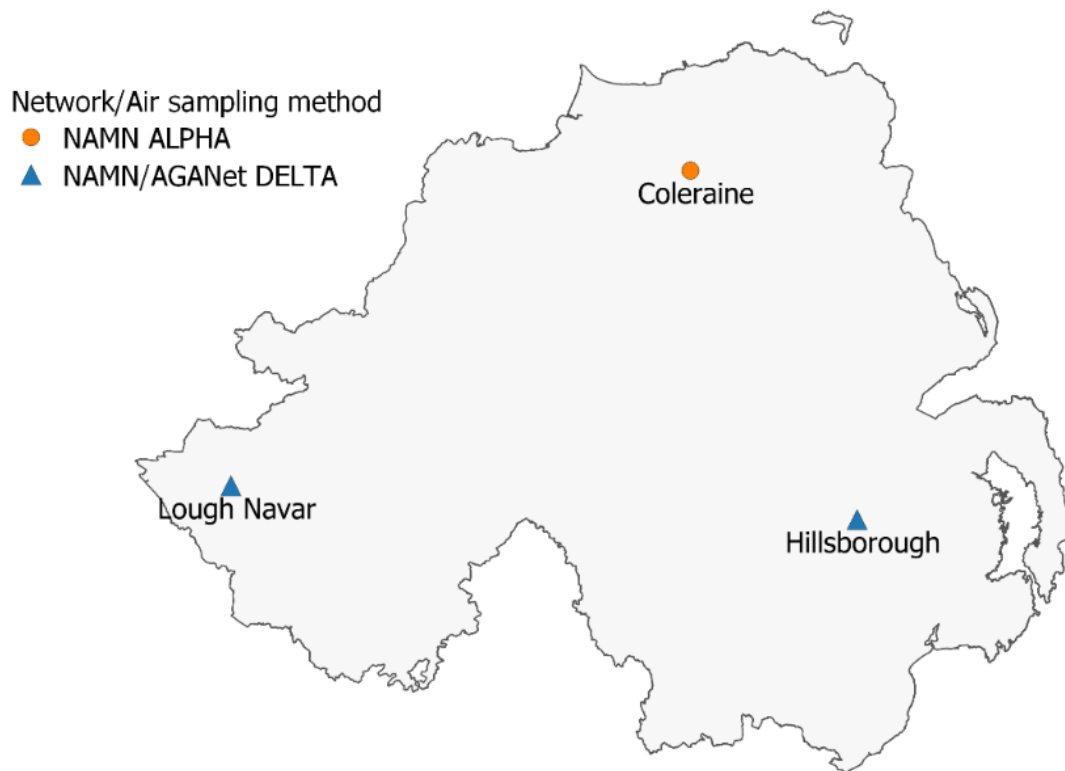 Network/Air sampling method
NAMN ALPHA
NAMN/AGANet DELTA
Coleraine
Lough Navar
Hillsborough